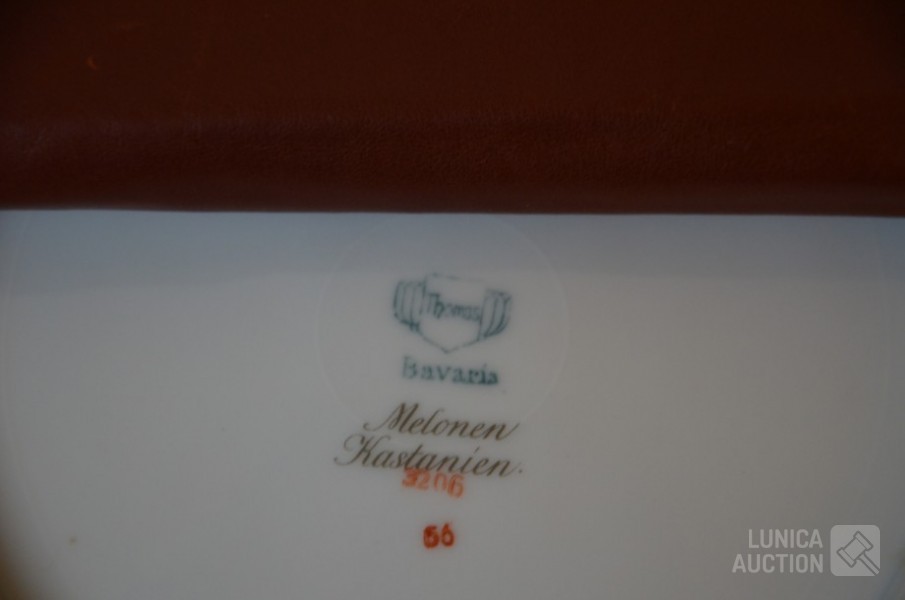 Thomas
Bavaria
Melonen
Kastanien.
3206
56
LUNICA
AUCTION